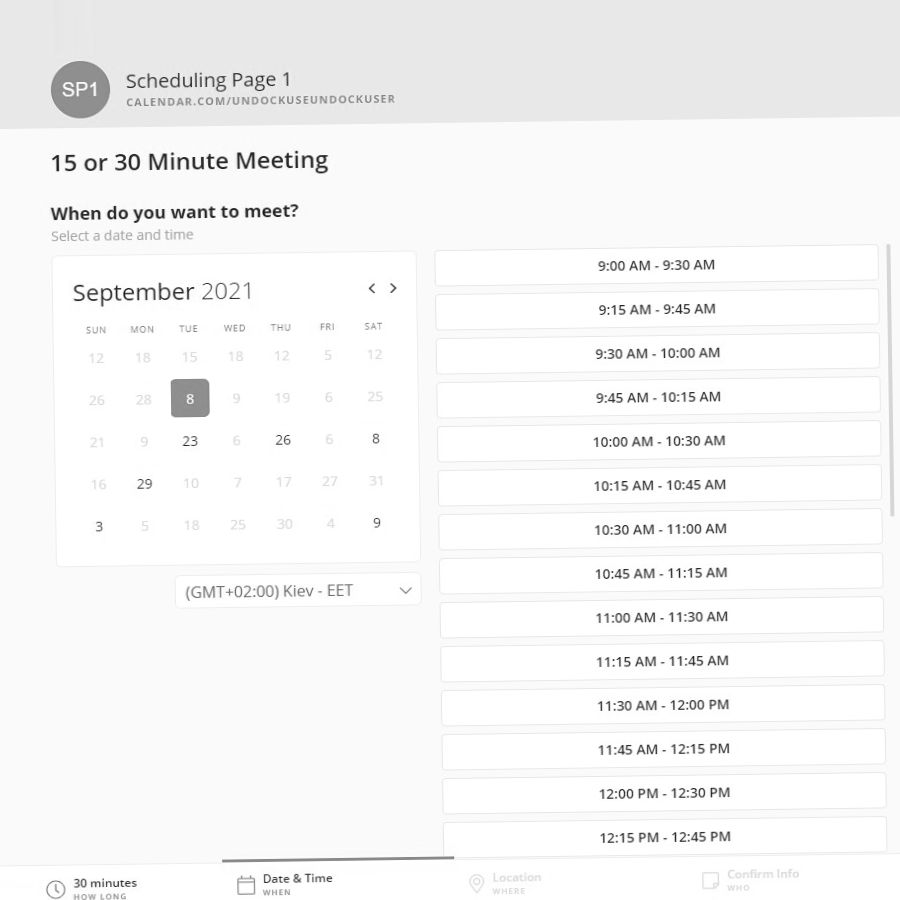 SP1
Scheduling Page 1
CALENDAR.COM/UNDOCKUSEUNDOCKUSER
15 or 30 Minute Meeting
When do you want to meet?
Select a date and time
September 2021
SUN MON TUE WED THU FRI SAT
12 18 15 18 12 5 12
26 28 8 9 19 6 25
21 9 23 6 26 6 8
16 29 10 7 17 27 31
3 5 18 25 30 4 9
(GMT+02:00) Kiev - EET
9:00 AM - 9:30 AM
9:15 AM - 9:45 AM
9:30 AM - 10:00 AM
9:45 AM - 10:15 AM
10:00 AM - 10:30 AM
10:15 AM - 10:45 AM
10:30 AM - 11:00 AM
10:45 AM - 11:15 AM
11:00 AM - 11:30 AM
11:15 AM - 11:45 AM
11:30 AM - 12:00 PM
11:45 AM - 12:15 PM
12:00 PM - 12:30 PM
12:15 PM - 12:45 PM
30 minutes
HOW LONG
Date & Time
WHEN
Location
WHERE
Confirm Info
WHO